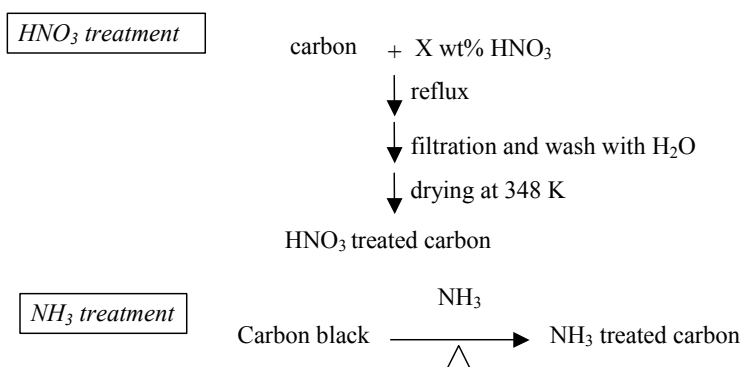 HNO₃ treatment
carbon + X wt% HNO₃
reflux
filtration and wash with H₂O
drying at 348 K
HNO₃ treated carbon
NH₃ treatment
NH₃
Carbon black NH₃ treated carbon